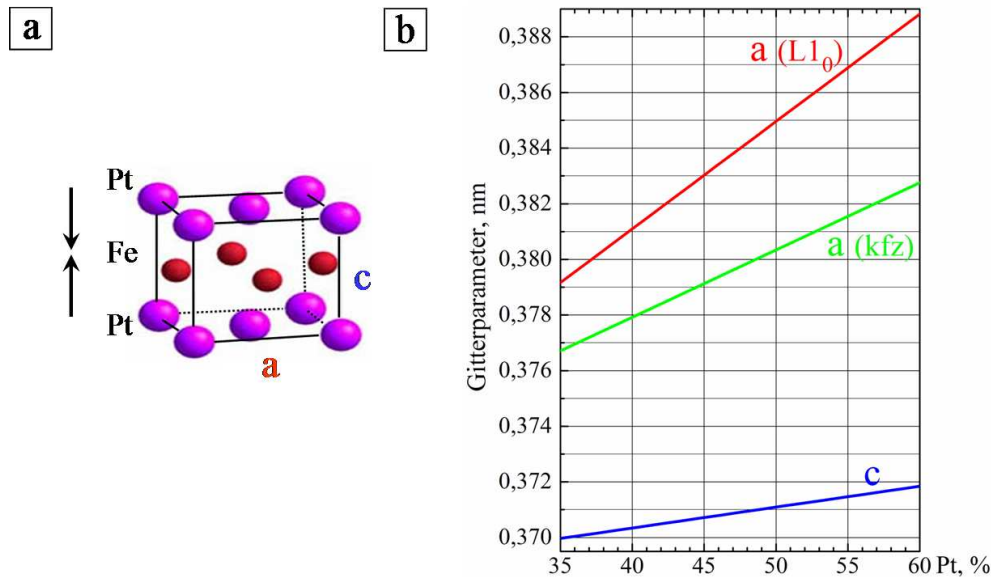 a
Pt
Fe
Pt
c
a
b
Gitterparameter, nm
0,388
0,386
0,384
0,382
0,380
0,378
0,376
0,374
0,372
0,370
a (L1₀)
a (kfz)
c
35 40 45 50 55 60 Pt, %